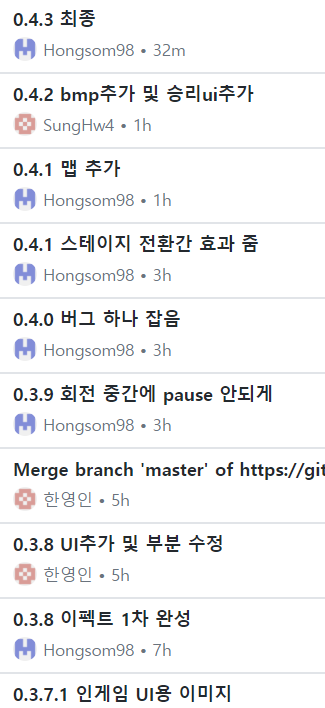 0.4.3 최종
Hongsom98 • 32m
0.4.2 bmp추가 및 승리ui추가
SungHw4 • 1h
0.4.1 맵 추가
Hongsom98 • 1h
0.4.1 스테이지 전환간 효과 줌
Hongsom98 • 3h
0.4.0 버그 하나 잡음
Hongsom98 • 3h
0.3.9 회전 중간에 pause 안되게
Hongsom98 • 3h
Merge branch 'master' of https://git
한영인 • 5h
0.3.8 UI추가 및 부분 수정
한영인 • 5h
0.3.8 이펙트 1차 완성
Hongsom98 • 7h
0.3.7.1 인게임 UI용 이미지